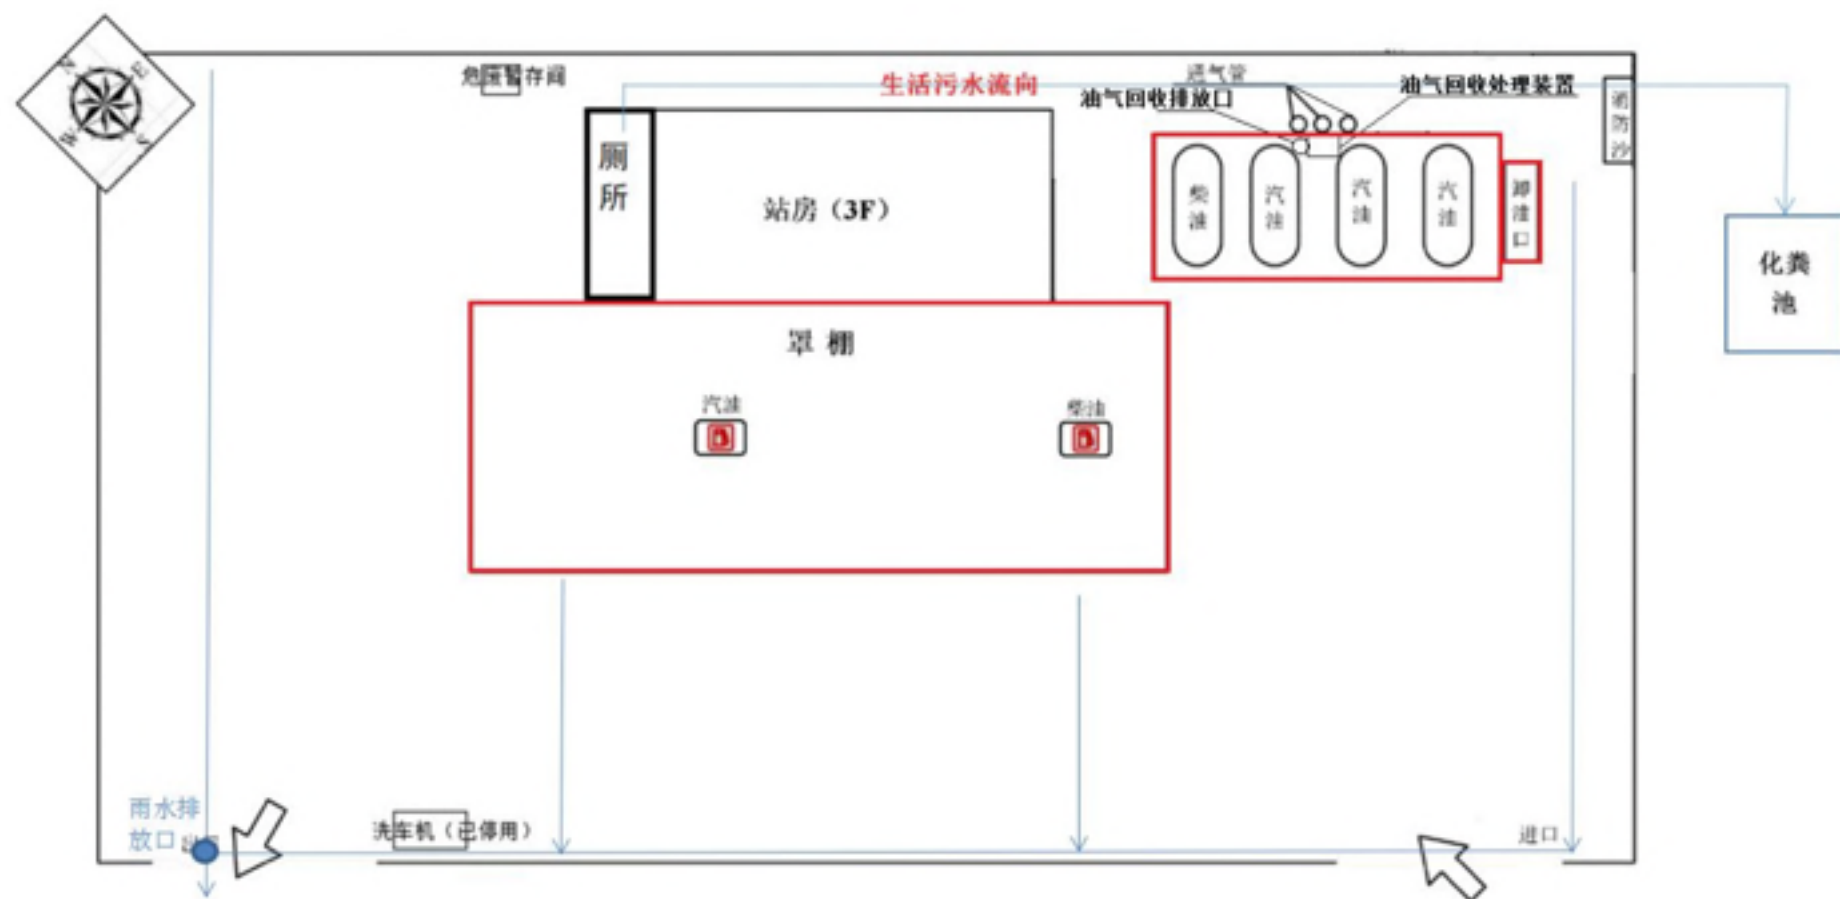 危废暂存间
生活污水流向
通气管
油气回收排放口
油气回收处理装置
消防沙
厕所
站房（3F）
柴油
汽油
汽油
汽油
卸油口
化粪
池
罩 棚
汽油
柴油
雨水排
放口
洗车机（已停用）
进口